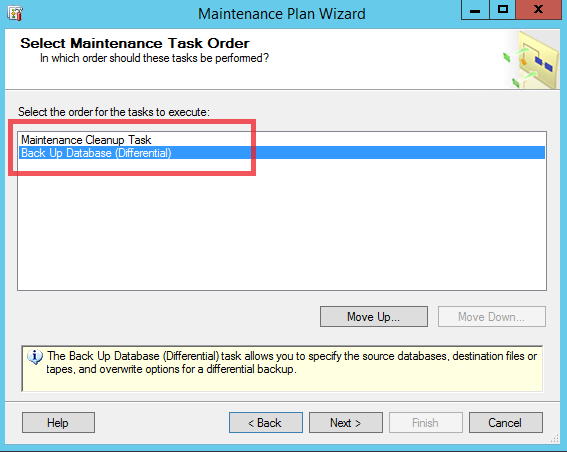 Maintenance Plan Wizard
Select Maintenance Task Order
In which order should these tasks be performed?
Select the order for the tasks to execute:
Maintenance Cleanup Task
Back Up Database (Differential)
Move Up...
Move Down...
The Back Up Database (Differential) task allows you to specify the source databases, destination files or
tapes, and overwrite options for a differential backup.
Help
< Back
Next >
Finish
Cancel